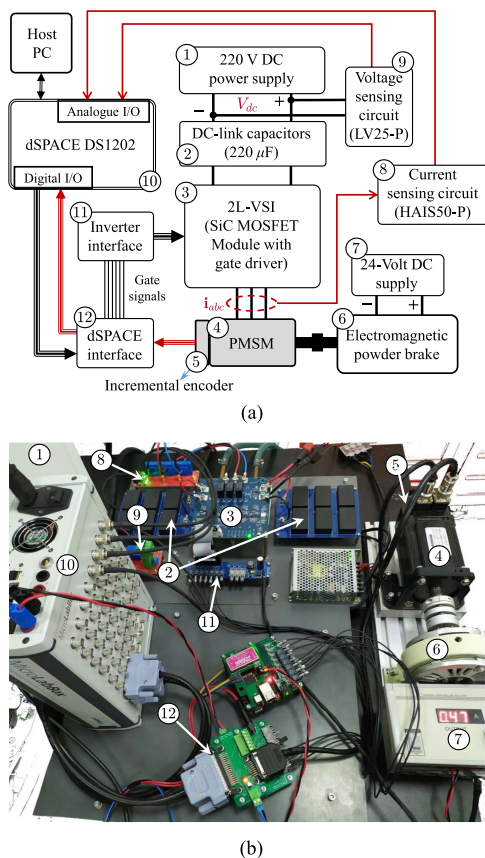 Host
PC
Analogue I/O
dSPACE DS1202
Digital I/O
10
11
Inverter
interface
Gate
signals
12
dSPACE
interface
1
220 V DC
power supply
− Vdc +
DC-link capacitors
(220 μF)
2
3
2L-VSI
(SiC MOSFET
Module with
gate driver)
iabc
4
PMSM
5
Incremental encoder
9
Voltage
sensing
circuit
(LV25-P)
8
Current
sensing circuit
(HAIS50-P)
7
24-Volt DC
supply
− +
6
Electromagnetic
powder brake
(a)
1
8
5
3
4
9
10
2
11
6
MicroLabBox
0.47
7
12
(b)